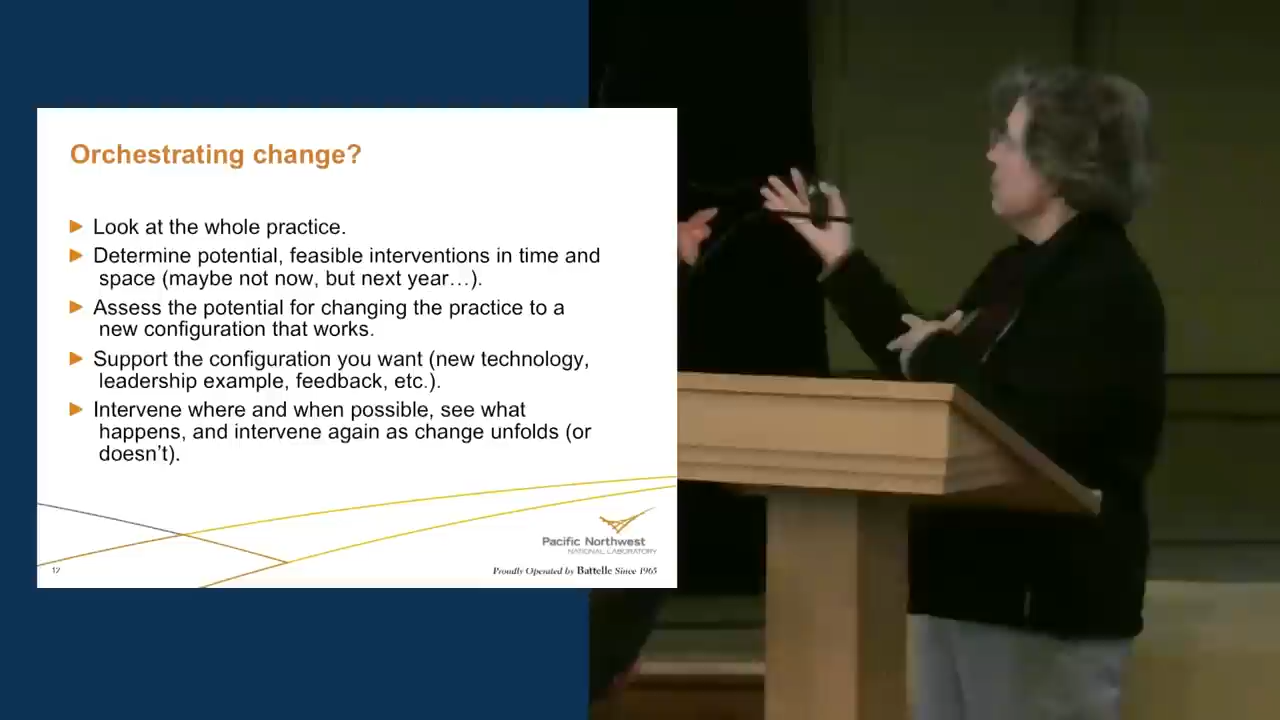 Orchestrating change?
Look at the whole practice.
Determine potential, feasible interventions in time and
space (maybe not now, but next year…).
Assess the potential for changing the practice to a
new configuration that works.
Support the configuration you want (new technology,
leadership example, feedback, etc.).
Intervene where and when possible, see what
happens, and intervene again as change unfolds (or
doesn't).
Pacific Northwest
NATIONAL LABORATORY
12
Proudly Operated by Battelle Since 1965